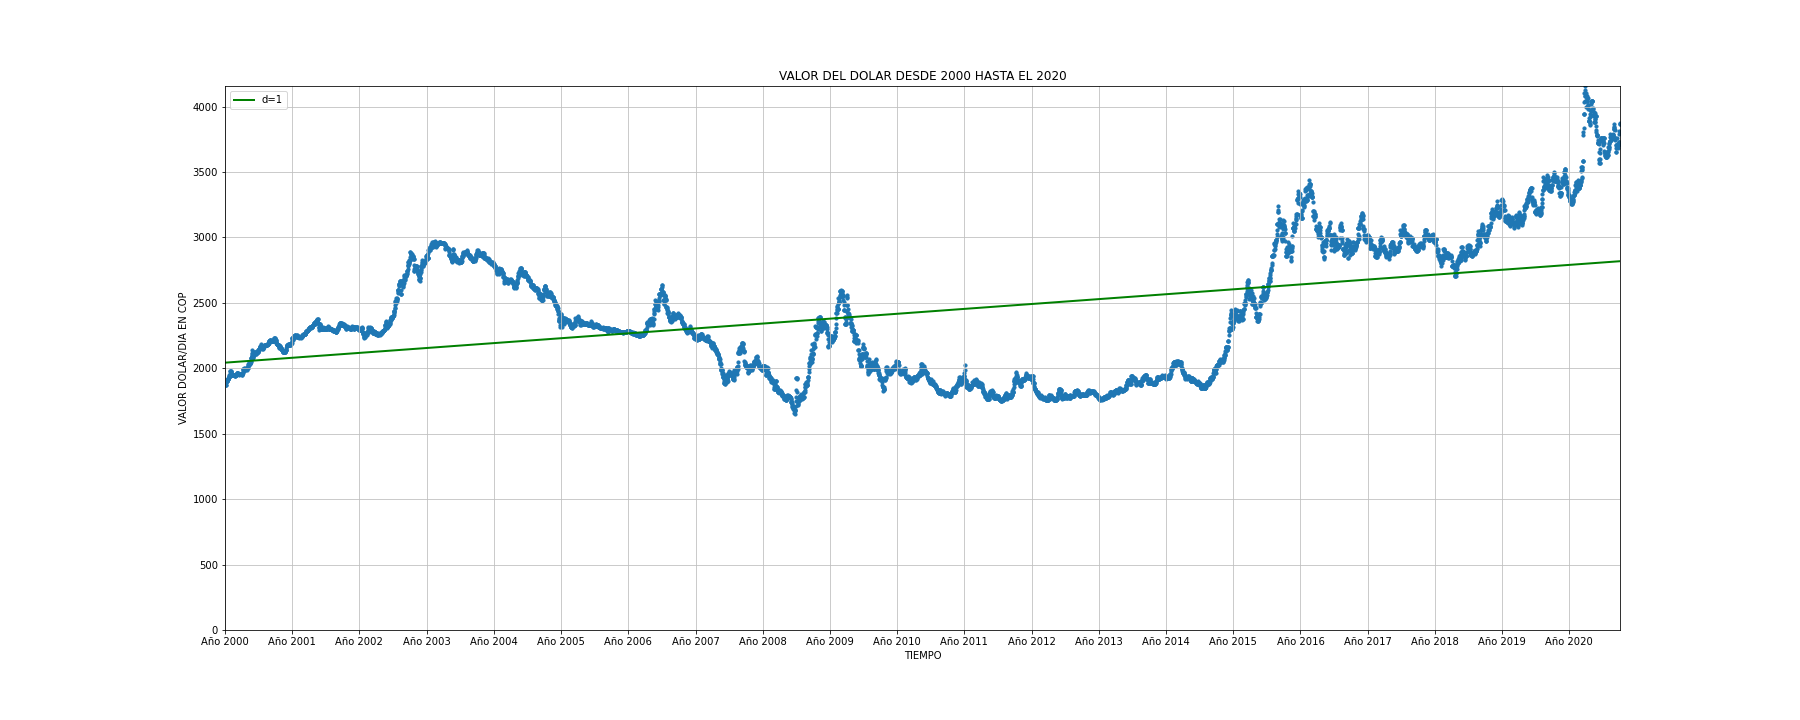 VALOR DEL DOLAR DESDE 2000 HASTA EL 2020
d=1
4000
3500
3000
2500
2000
1500
1000
500
0
VALOR DOLAR/DIA EN COP
Año 2000 Año 2001 Año 2002 Año 2003 Año 2004 Año 2005 Año 2006 Año 2007 Año 2008 Año 2009 Año 2010 Año 2011 Año 2012 Año 2013 Año 2014 Año 2015 Año 2016 Año 2017 Año 2018 Año 2019 Año 2020
TIEMPO